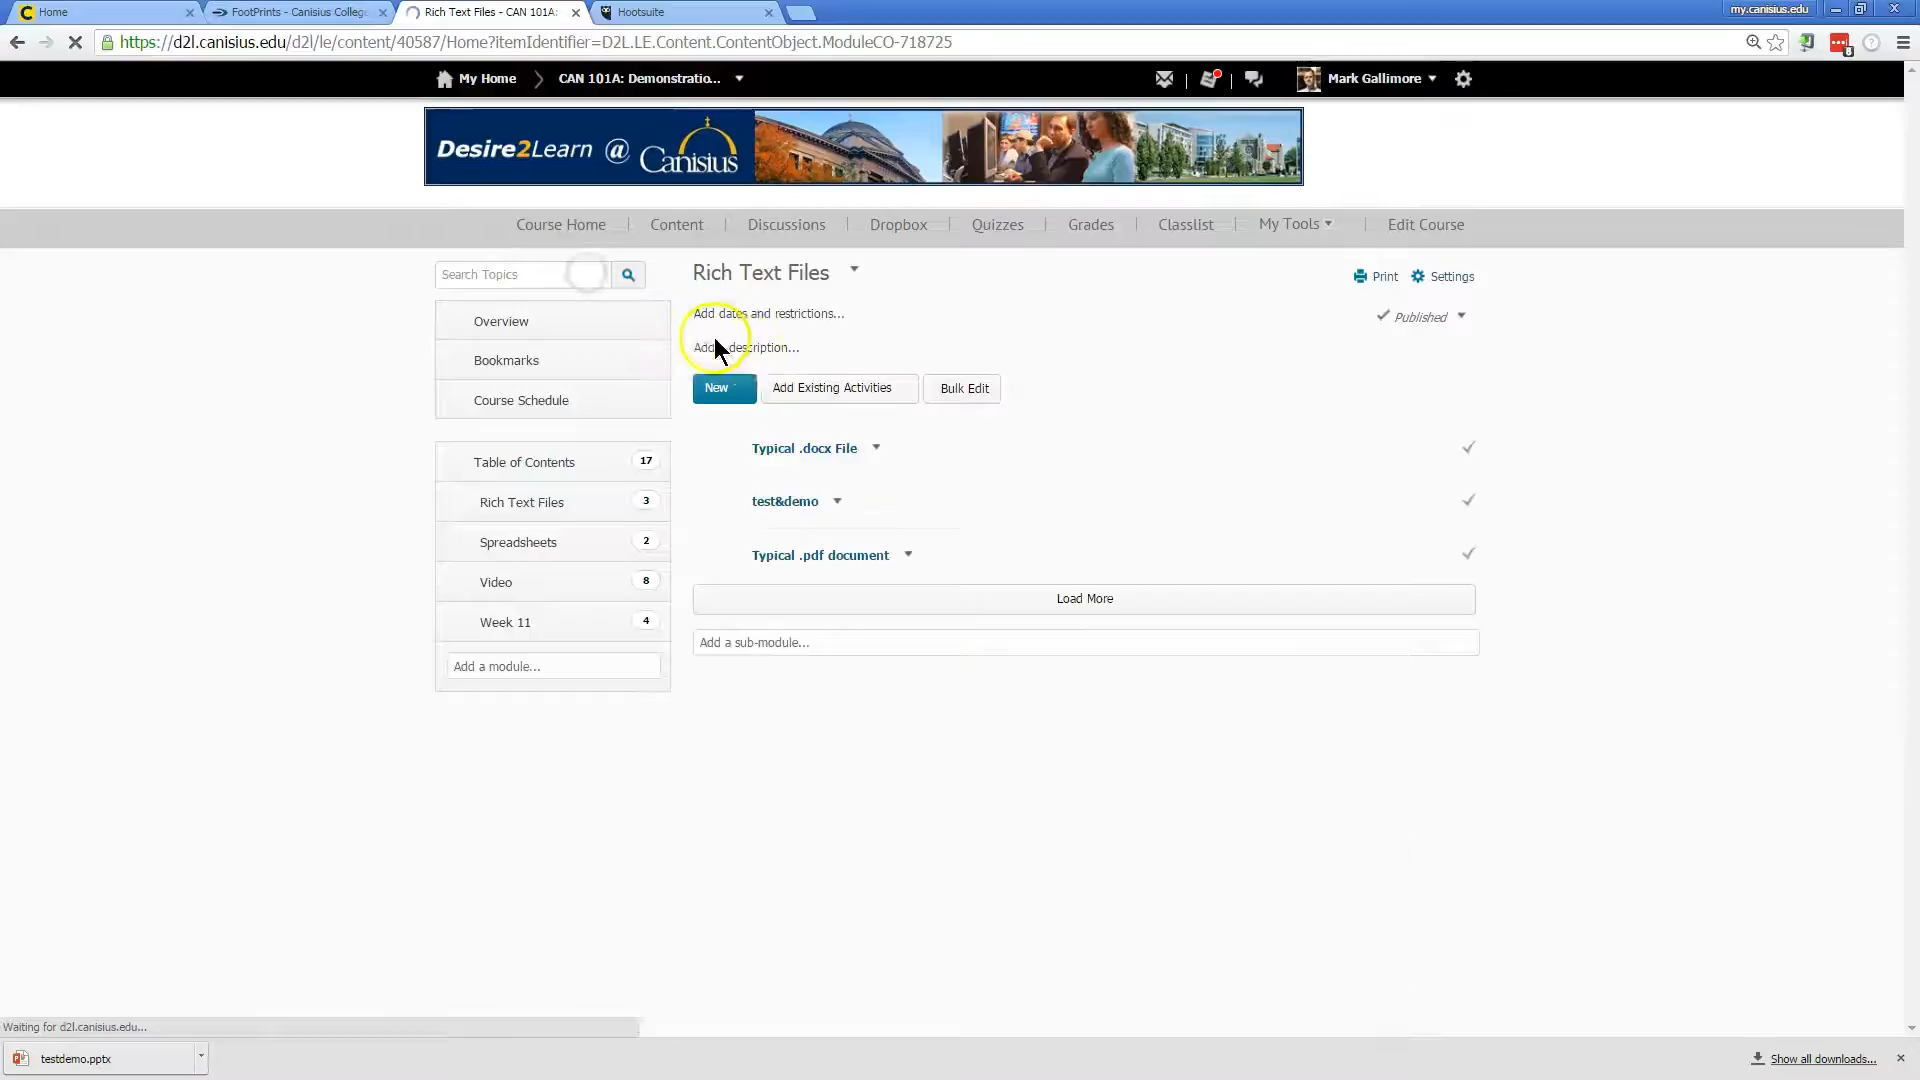 Home
FootPrints - Canisius Colleg
Rich Text Files - CAN 101A:
Hootsuite
my.canisius.edu
https://d2l.canisius.edu/d2l/le/content/40587/Home?itemIdentifier=D2L.LE.Content.ContentObject.ModuleCO-718725
8
My Home
CAN 101A: Demonstratio...
Mark Gallimore
Desire2Learn @ Canisius
Course Home
Content
Discussions
Dropbox
Quizzes
Grades
Classlist
My Tools
Edit Course
Search Topics
Rich Text Files
Print
Settings
Add dates and restrictions...
Published
Overview
Add description...
Bookmarks
New
Add Existing Activities
Bulk Edit
Course Schedule
Typical .docx File
Table of Contents 17
Rich Text Files 3
test&demo
Spreadsheets 2
Typical .pdf document
Video 8
Load More
Week 11 4
Add a sub-module...
Add a module...
Waiting for d2l.canisius.edu...
testdemo.pptx
Show all downloads...